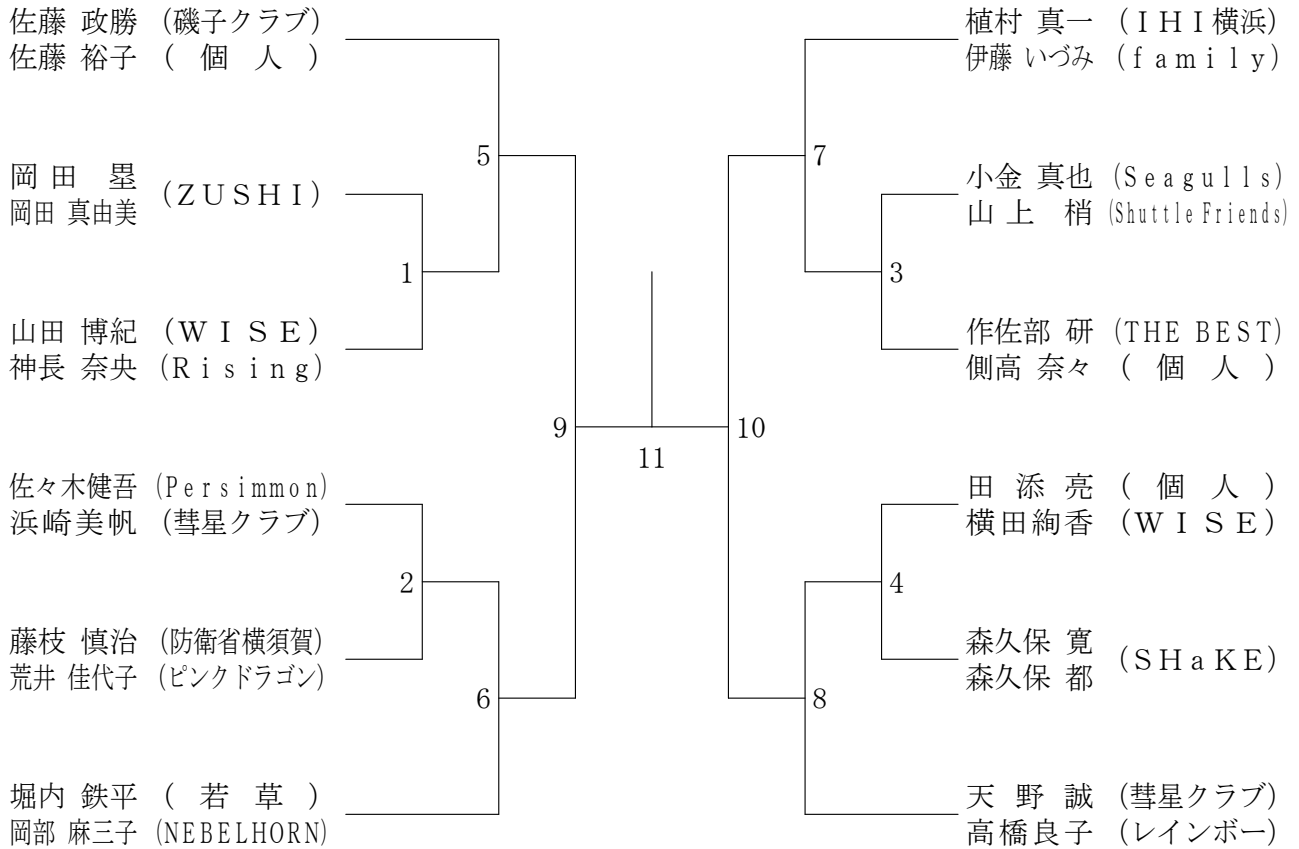 佐藤 政勝 (磯子クラブ)
佐藤 裕子 ( 個 人 )
岡 田 塁
岡田 真由美
(ZUSHI)
山田 博紀 (WISE)
神長 奈央 (Rising)
佐々木健吾 (Persimmon)
浜崎美帆 (彗星クラブ)
藤枝 慎治 (防衛省横須賀)
荒井 佳代子 (ピンクドラゴン)
堀内 鉄平 ( 若 草 )
岡部 麻三子 (NEBELHORN)
5
1
2
6
9
11
10
7
3
4
8
植村 真一 (IHI横浜)
伊藤 いづみ (family)
小金 真也 (Seagulls)
山 上 梢 (Shuttle Friends)
作佐部 研 (THE BEST)
側高 奈々 ( 個 人 )
田 添 亮 ( 個 人 )
横田絢香 (WISE)
森久保 寛
森久保 都
(SHaKE)
天 野 誠 (彗星クラブ)
高橋良子 (レインボー)